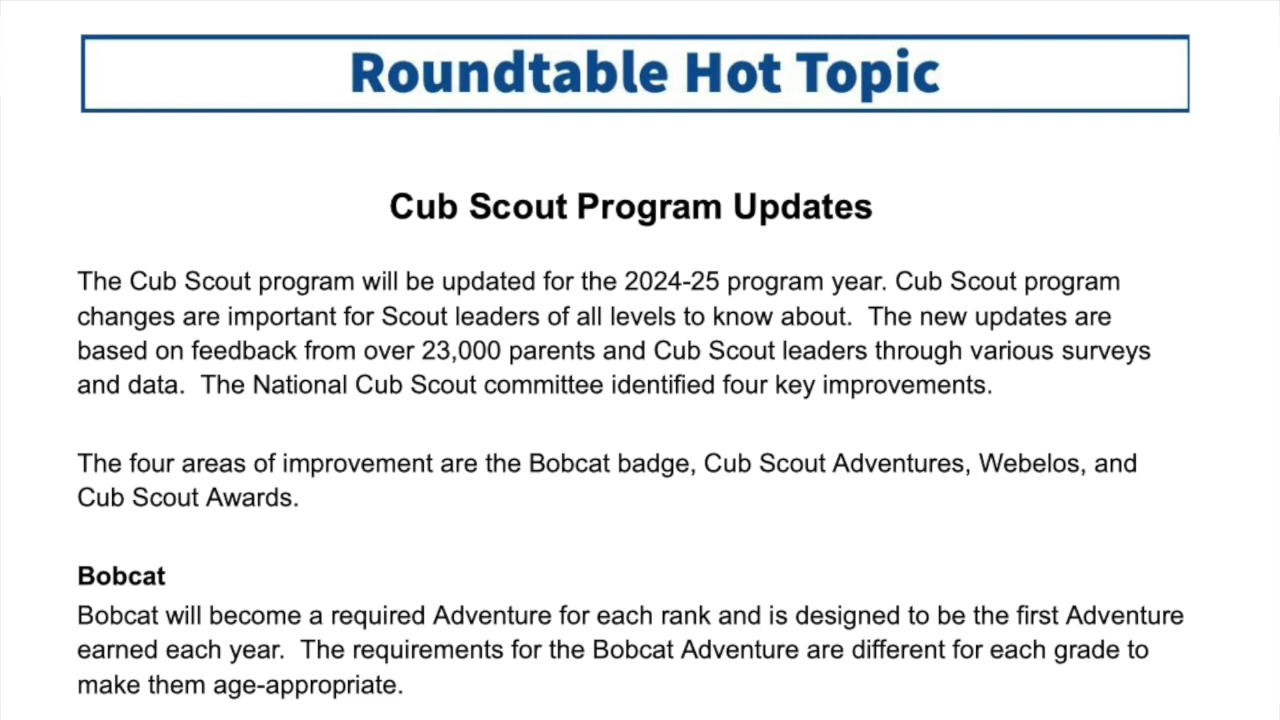 Roundtable Hot Topic
Cub Scout Program Updates
The Cub Scout program will be updated for the 2024-25 program year. Cub Scout program
changes are important for Scout leaders of all levels to know about.  The new updates are
based on feedback from over 23,000 parents and Cub Scout leaders through various surveys
and data.  The National Cub Scout committee identified four key improvements.
The four areas of improvement are the Bobcat badge, Cub Scout Adventures, Webelos, and
Cub Scout Awards.
Bobcat
Bobcat will become a required Adventure for each rank and is designed to be the first Adventure
earned each year.  The requirements for the Bobcat Adventure are different for each grade to
make them age-appropriate.